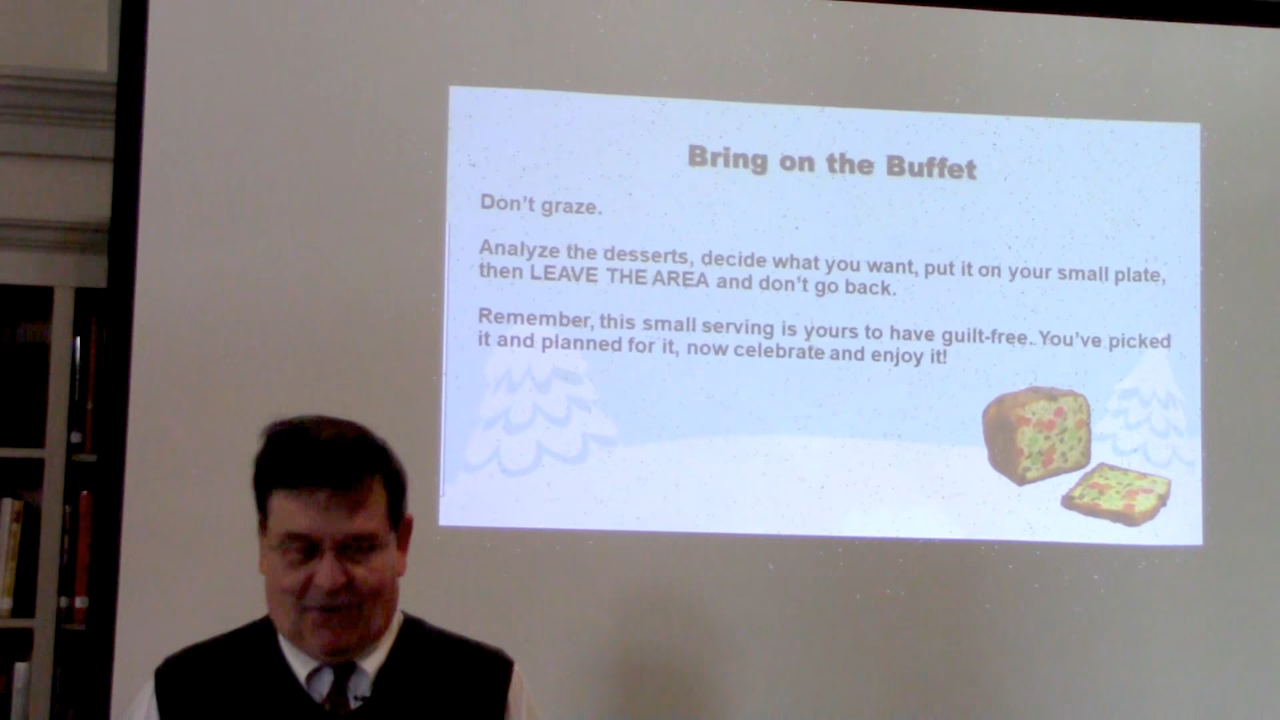 Bring on the Buffet
Don't graze.
Analyze the desserts, decide what you want, put it on your small plate,
then LEAVE THE AREA and don't go back.
Remember, this small serving is yours to have guilt-free. You've picked
it and planned for it, now celebrate and enjoy it!